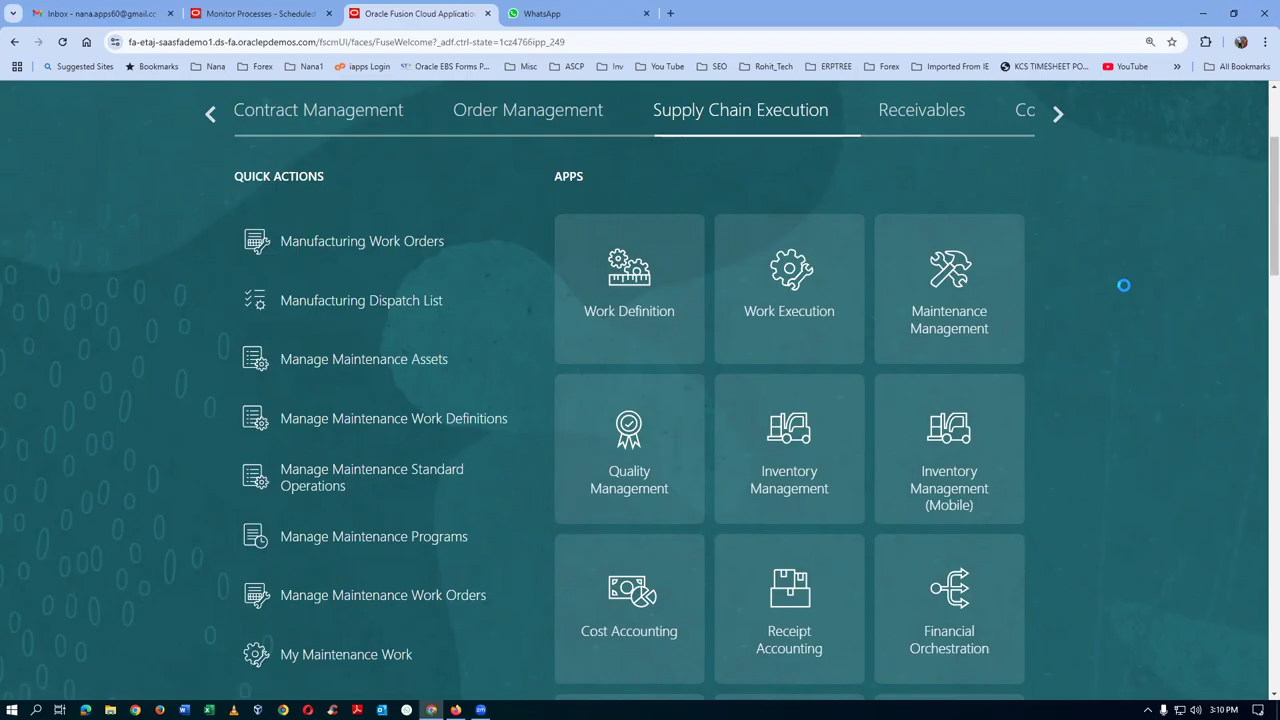 Inbox - nana.apps60@gmail.co
Monitor Processes - Scheduled
Oracle Fusion Cloud Application
WhatsApp
fa-etaj-saasfademo1.ds-fa.oraclepdemos.com/fscmUI/faces/FuseWelcome?_adf.ctrl-state=1cz4766ipp_249
Suggested Sites
Bookmarks
Nana
Forex
Nana1
iapps Login
Oracle EBS Forms P...
Misc
ASCP
Inv
You Tube
SEO
Rohit_Tech
ERPTREE
Forex
Imported From IE
KCS TIMESHEET PO...
YouTube
All Bookmarks
Contract Management
Order Management
Supply Chain Execution
Receivables
Co
QUICK ACTIONS
Manufacturing Work Orders
Manufacturing Dispatch List
Manage Maintenance Assets
Manage Maintenance Work Definitions
Manage Maintenance Standard
Operations
Manage Maintenance Programs
Manage Maintenance Work Orders
My Maintenance Work
APPS
Work Definition
Work Execution
Maintenance
Management
Quality
Management
Inventory
Management
Inventory
Management
(Mobile)
Cost Accounting
Receipt
Accounting
Financial
Orchestration
3:10 PM